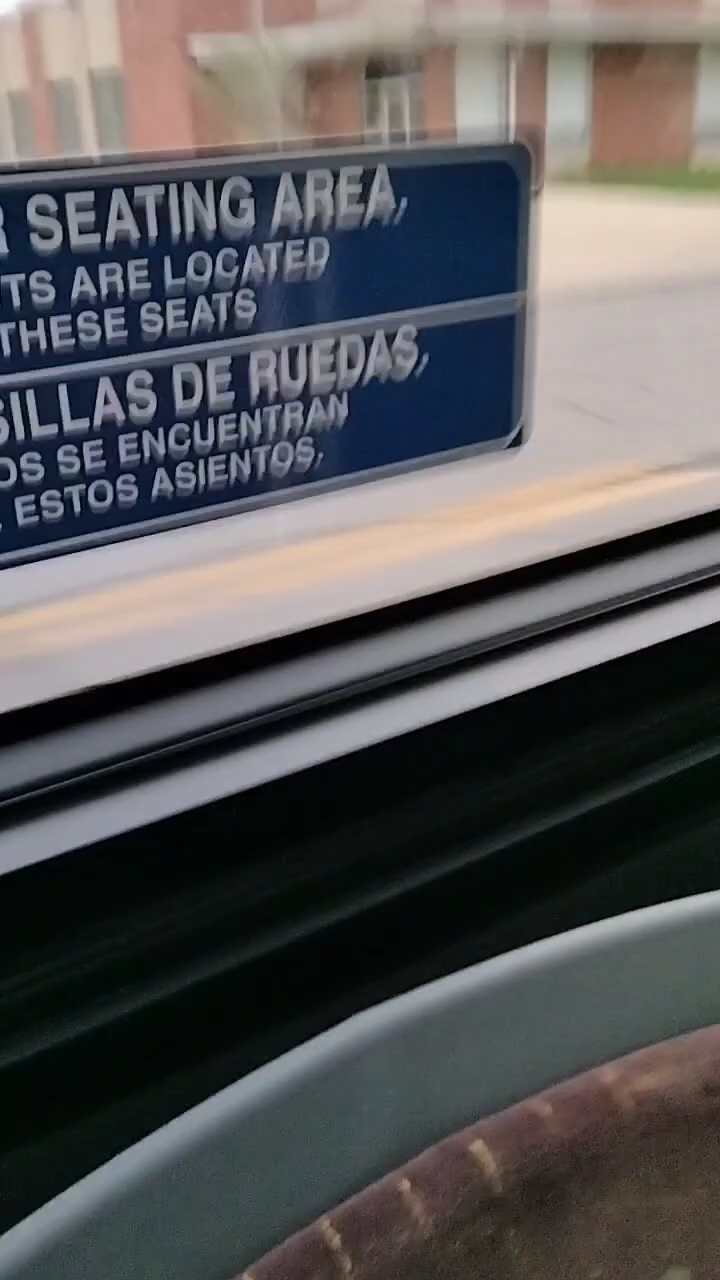 R SEATING AREA,
TS ARE LOCATED
THESE SEATS
SILLAS DE RUEDAS,
OS SE ENCUENTRAN
ESTOS ASIENTOS,